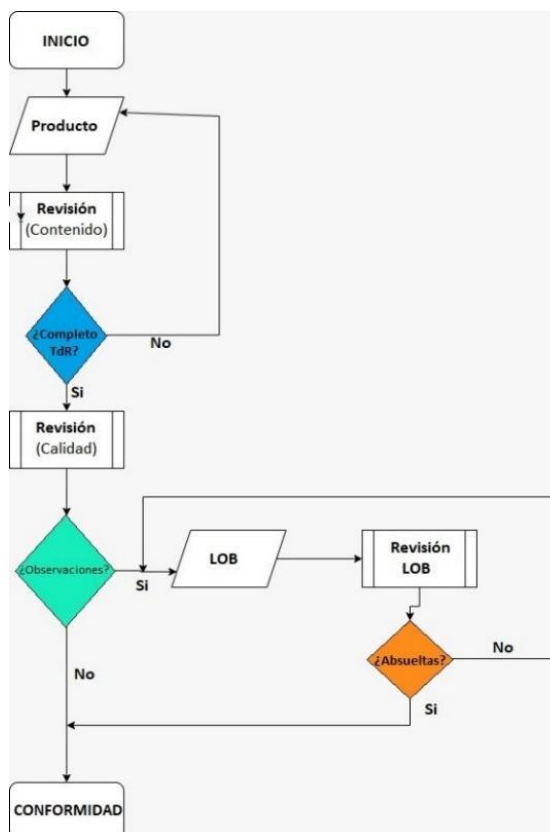 INICIO
Producto
Revisión
(Contenido)
¿Completo
TdR?
No
Si
Revisión
(Calidad)
¿Observaciones?
Si
LOB
Revisión
LOB
¿Absueltas?
No
No
Si
CONFORMIDAD